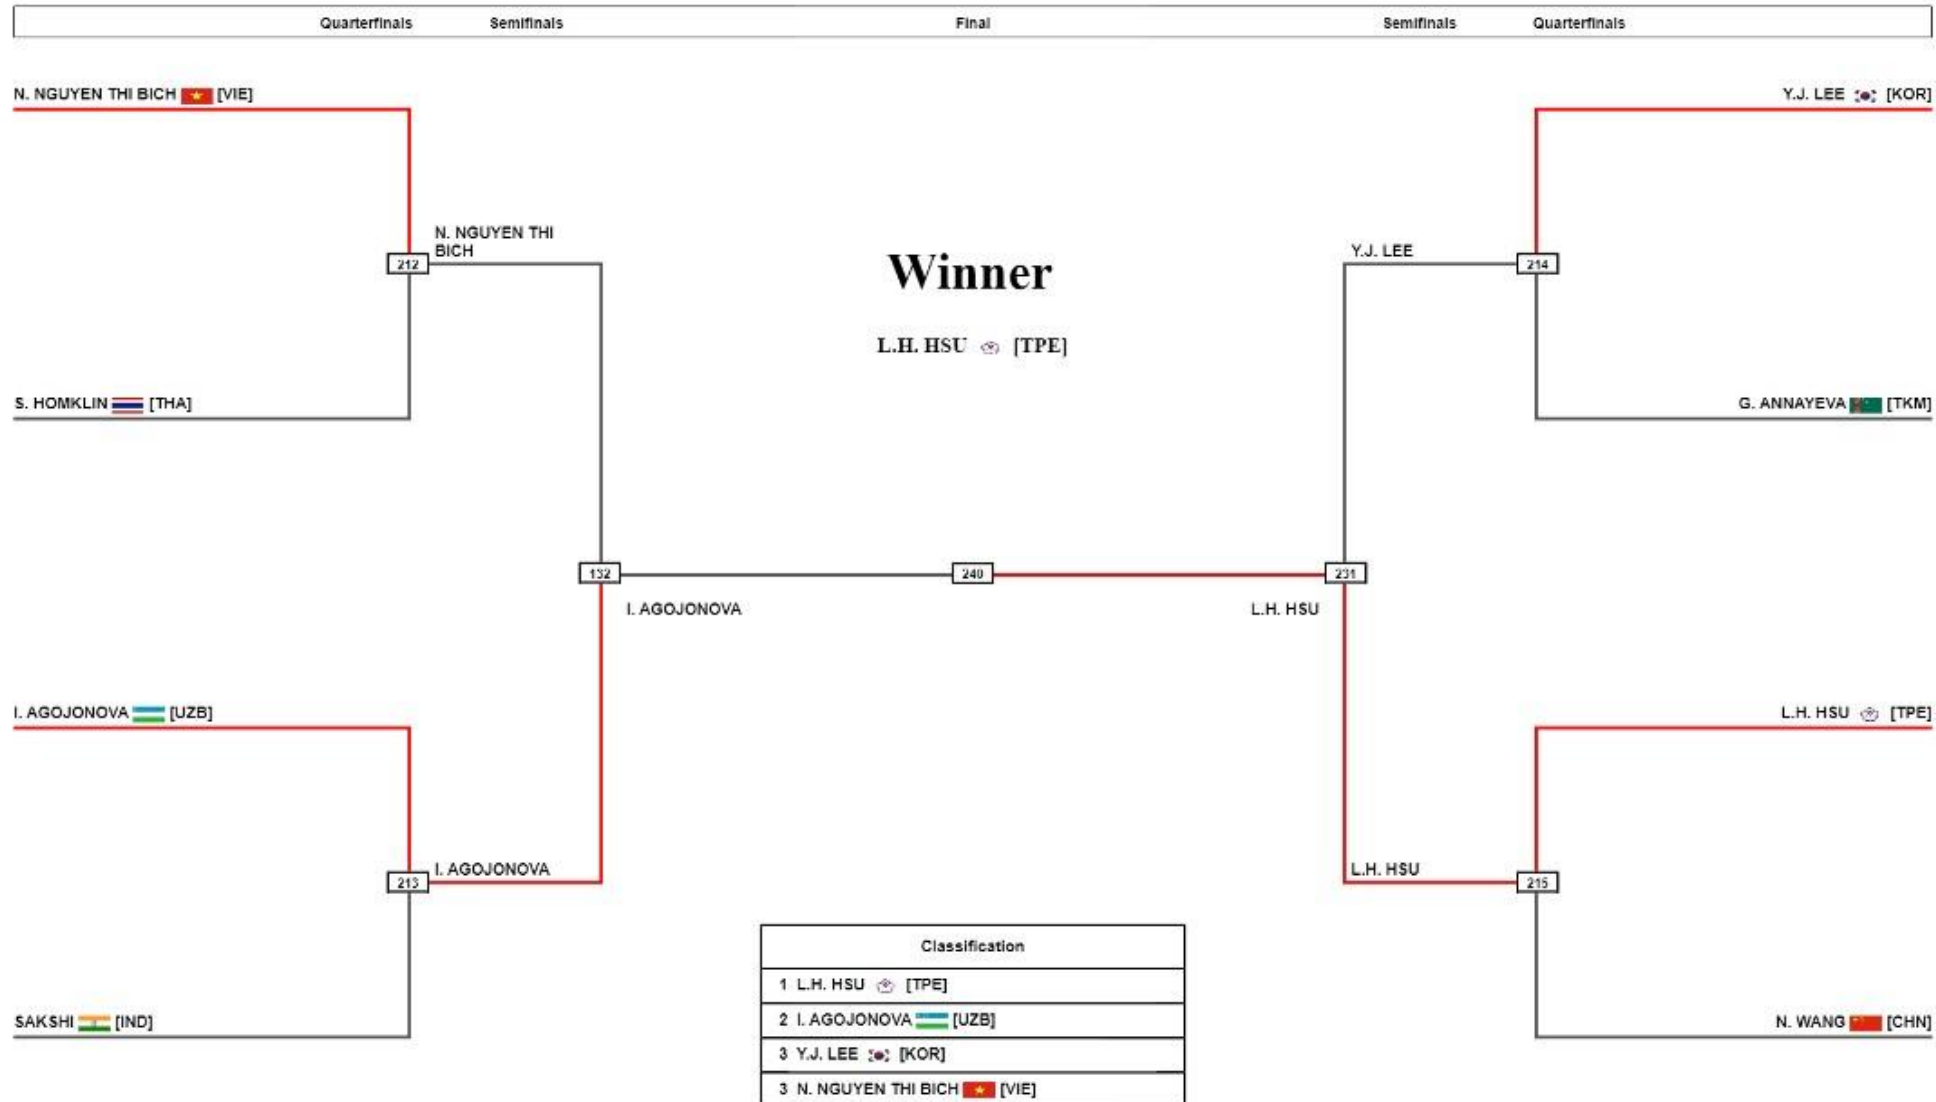 Quarterfinals Semifinals Final Semifinals Quarterfinals
N. NGUYEN THI BICH [VIE]
Y.J. LEE [KOR]
N. NGUYEN THI
BICH
212
Winner
Y.J. LEE
214
L.H. HSU [TPE]
S. HOMKLIN [THA]
G. ANNAYEVA [TKM]
132
240
231
I. AGOJONOVA
L.H. HSU
I. AGOJONOVA [UZB]
L.H. HSU [TPE]
213
I. AGOJONOVA
L.H. HSU
215
SAKSHI [IND]
N. WANG [CHN]
Classification
1 L.H. HSU [TPE]
2 I. AGOJONOVA [UZB]
3 Y.J. LEE [KOR]
3 N. NGUYEN THI BICH [VIE]